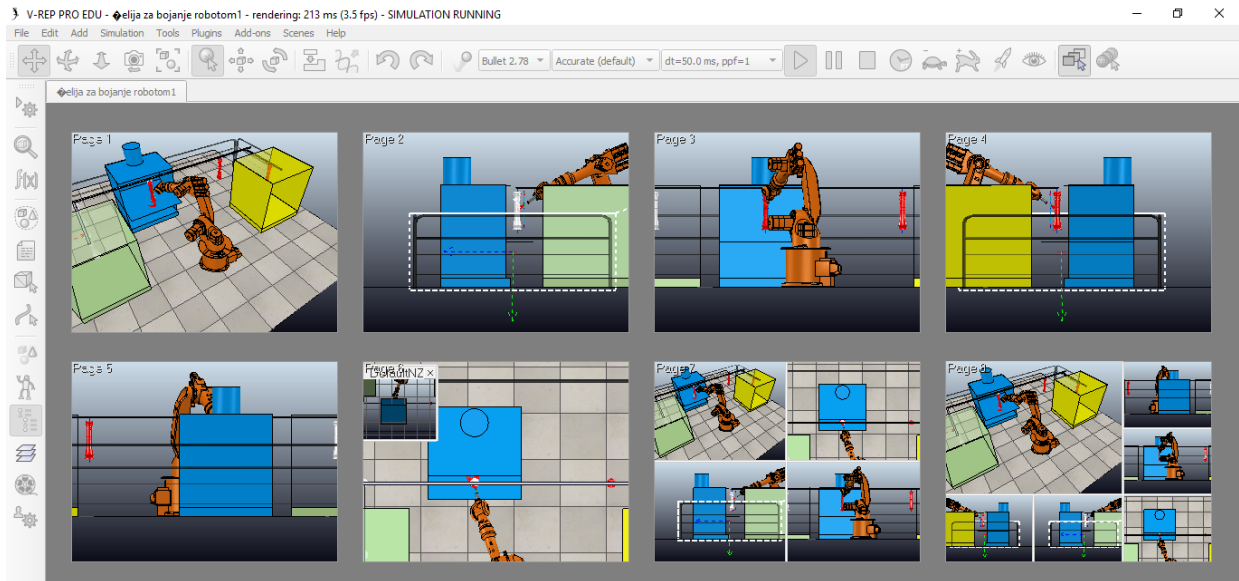 V-REP PRO EDU - �elija za bojanje robotom1 - rendering: 213 ms (3.5 fps) - SIMULATION RUNNING
File Edit Add Simulation Tools Plugins Add-ons Scenes Help
Bullet 2.78 Accurate (default) dt=50.0 ms, ppf=1
�elija za bojanje robotom1
f(x)
Page 1 Page 2 Page 3 Page 4
Page 5 Page 6 Page 7 Page 8
DefaultNZ ×